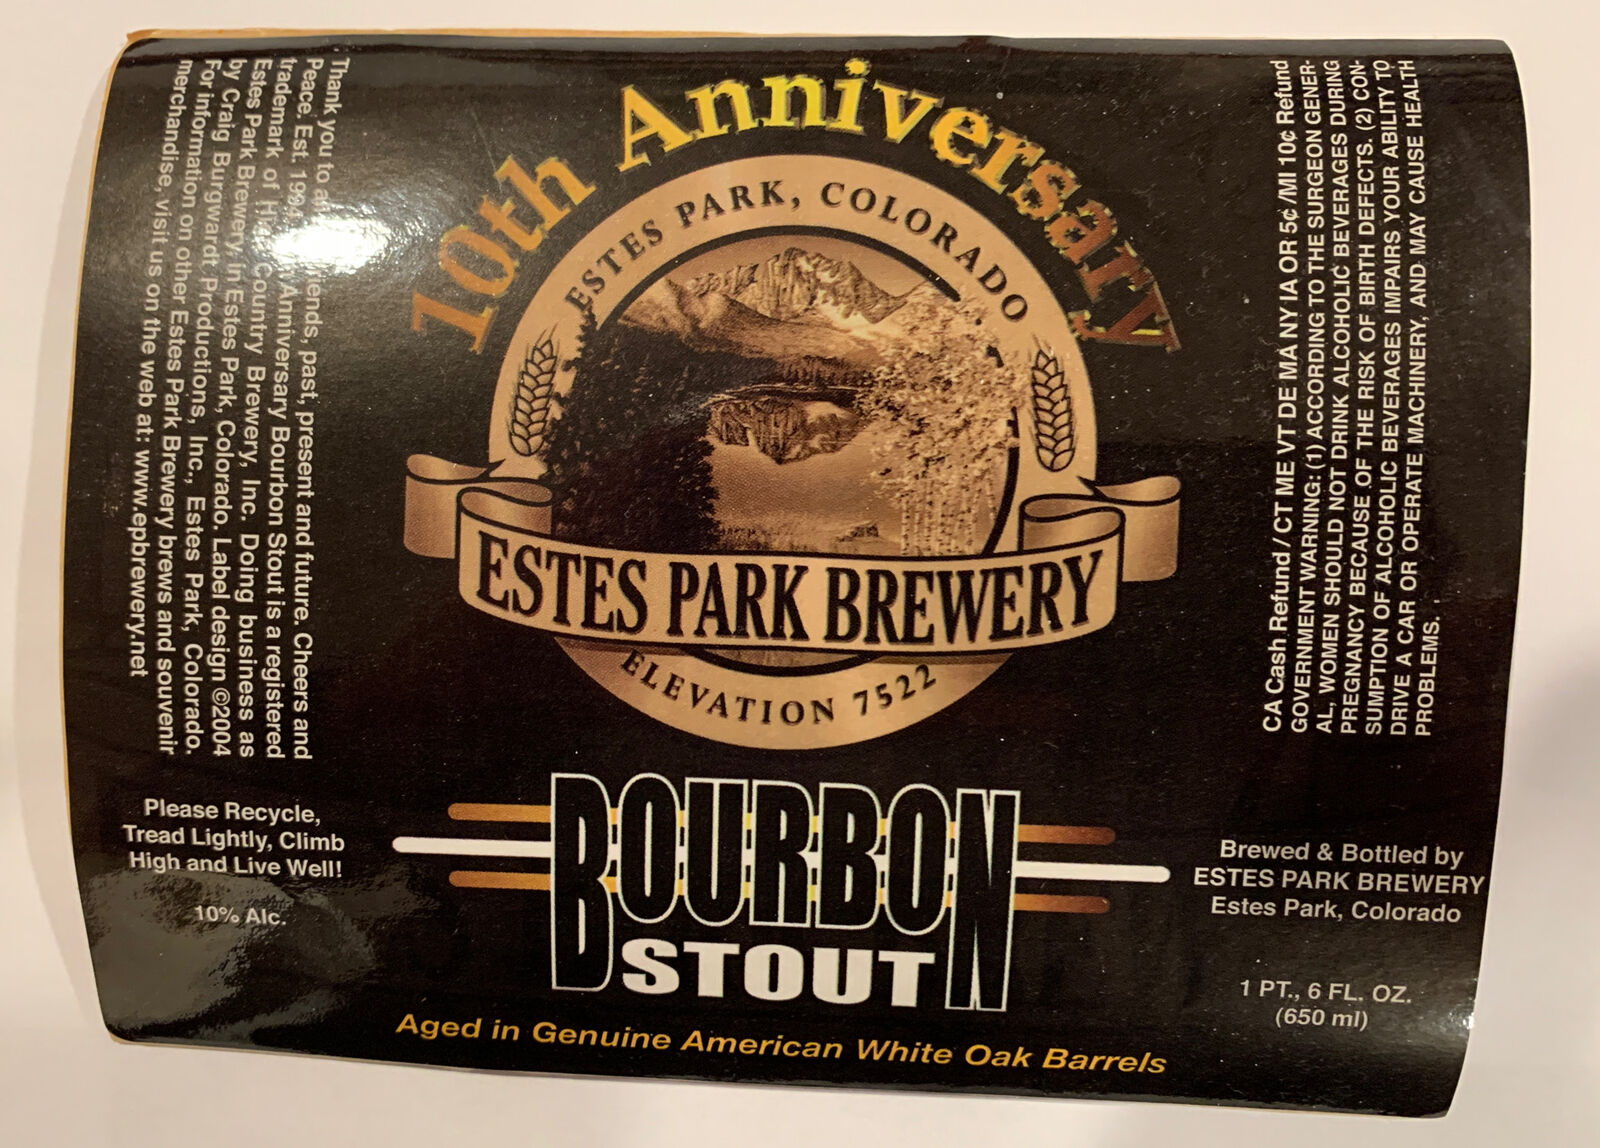 Thank you to friends, past, present and future. Cheers and
Peace. Est. 1994. Anniversary Bourbon Stout is a registered
trademark of Country Brewery, Inc. Doing business as
Estes Park Brewery, in Estes Park, Colorado. Label design ©2004
by Craig Burgwardt Productions, Inc., Estes Park, Colorado.
For information on other Estes Park Brewery brews and souvenir
merchandise, visit us on the web at: www.epbrewery.net
Please Recycle,
Tread Lightly, Climb
High and Live Well!
10% Alc.
10th Anniversary
ESTES PARK, COLORADO
ESTES PARK BREWERY
ELEVATION 7522
BOURBON
STOUT
Aged in Genuine American White Oak Barrels
CA Cash Refund / CT ME VT DE MA NY IA OR 5¢ /MI 10¢ Refund
GOVERNMENT WARNING: (1) ACCORDING TO THE SURGEON GENER-
AL, WOMEN SHOULD NOT DRINK ALCOHOLIC BEVERAGES DURING
PREGNANCY BECAUSE OF THE RISK OF BIRTH DEFECTS. (2) CON-
SUMPTION OF ALCOHOLIC BEVERAGES IMPAIRS YOUR ABILITY TO
DRIVE A CAR OR OPERATE MACHINERY, AND MAY CAUSE HEALTH
PROBLEMS.
Brewed & Bottled by
ESTES PARK BREWERY
Estes Park, Colorado
1 PT., 6 FL. OZ.
(650 ml)